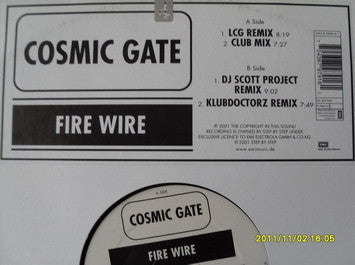 COSMIC GATE
FIRE WIRE
A Side
1. LCG REMIX 8:19
2. CLUB MIX 7:27
B Side
1. DJ SCOTT PROJECT
REMIX 9:02
2. KLUBDOCTORZ REMIX 7:49
℗ 2001 THE COPYRIGHT IN THIS SOUND
RECORDING IS OWNED BY STEP BY STEP UNDER
EXCLUSIVE LICENCE TO EMI ELECTROLA GMBH & CO KG
© 2001 STEP BY STEP
www.emimusic.de
EMI
A SIDE
COSMIC GATE
FIRE WIRE
2011/11/02 16:05